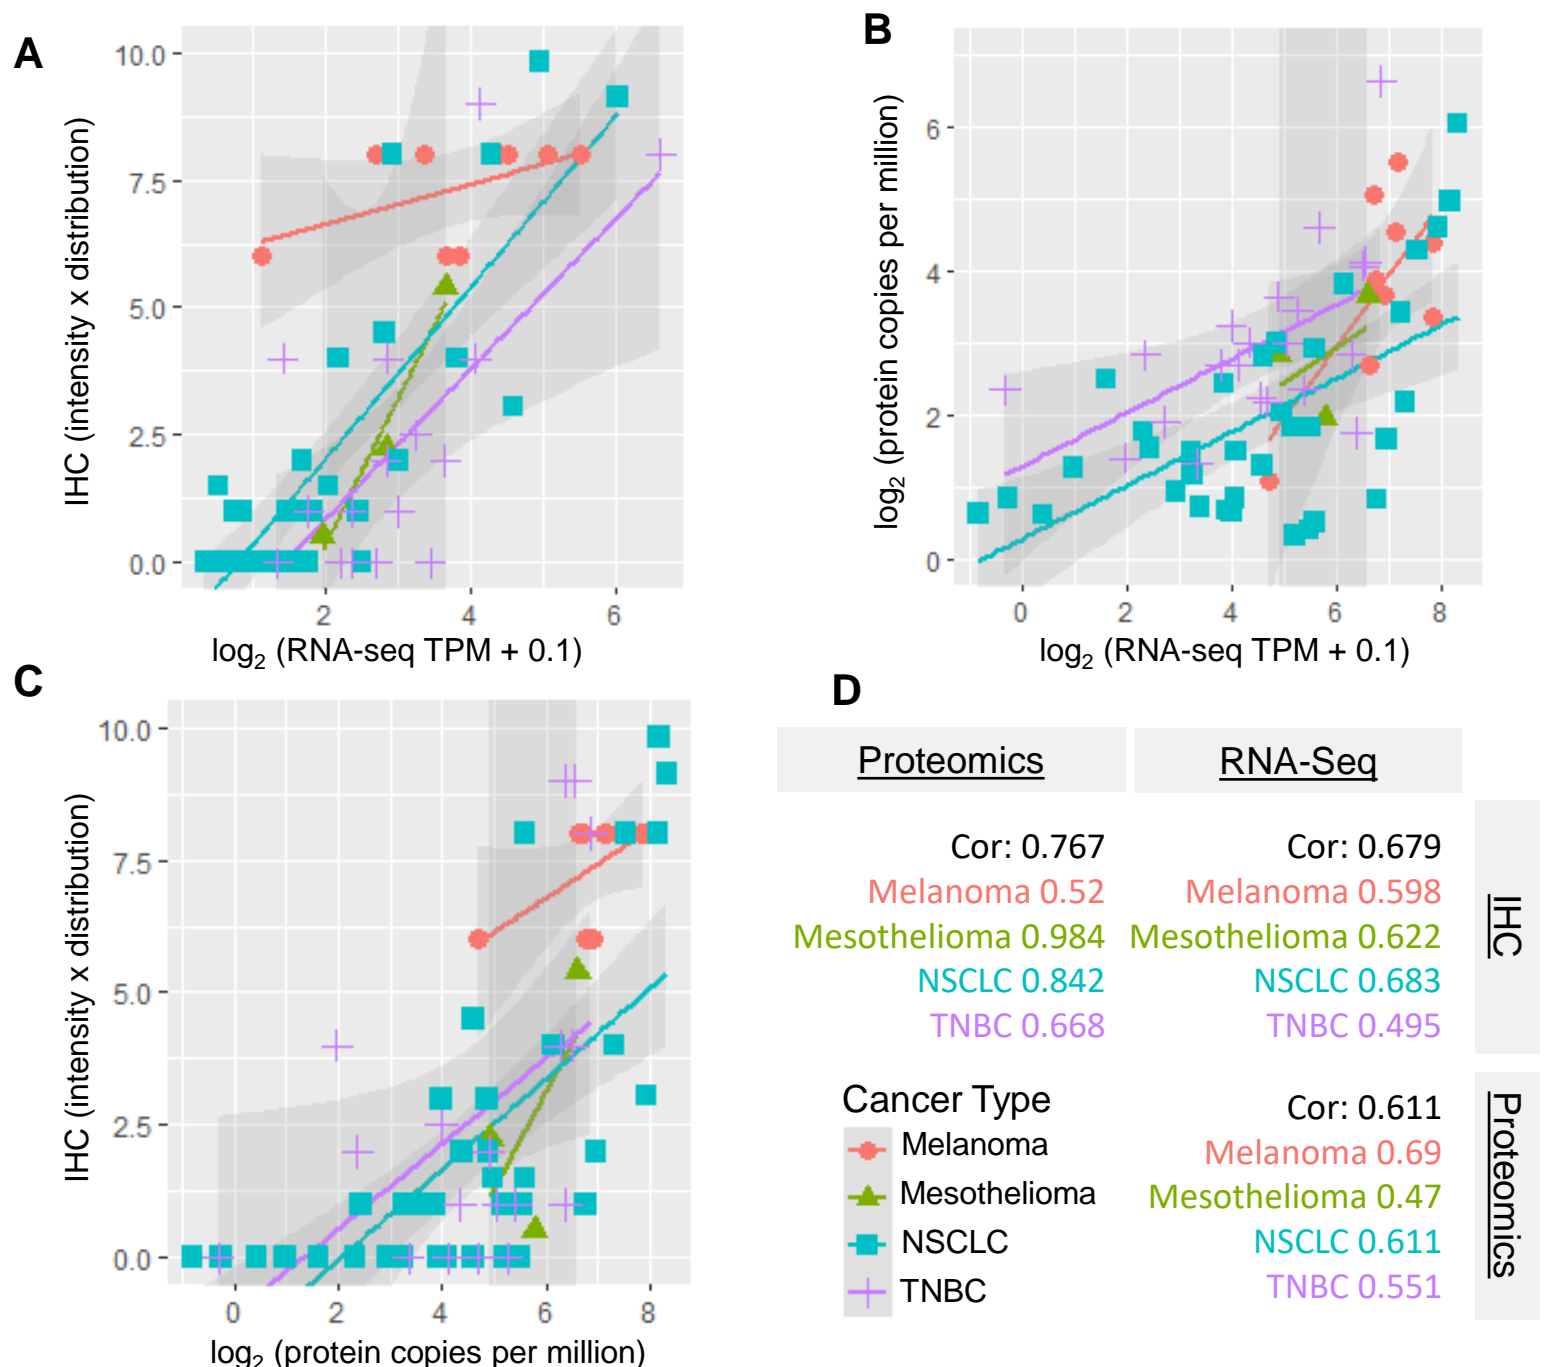 A
IHC (intensity x distribution)
10.0
7.5
5.0
2.5
0.0
2 4 6
log2 (RNA-seq TPM + 0.1)
B
log2 (protein copies per million)
6
4
2
0
0 2 4 6 8
log2 (RNA-seq TPM + 0.1)
C
IHC (intensity x distribution)
10.0
7.5
5.0
2.5
0.0
0 2 4 6 8
log2 (protein copies per million)
D
Proteomics RNA-Seq
IHC
Cor: 0.767 Cor: 0.679
Melanoma 0.52 Melanoma 0.598
Mesothelioma 0.984 Mesothelioma 0.622
NSCLC 0.842 NSCLC 0.683
TNBC 0.668 TNBC 0.495
Proteomics
Cor: 0.611
Melanoma 0.69
Mesothelioma 0.47
NSCLC 0.611
TNBC 0.551
Cancer Type
Melanoma
Mesothelioma
NSCLC
TNBC